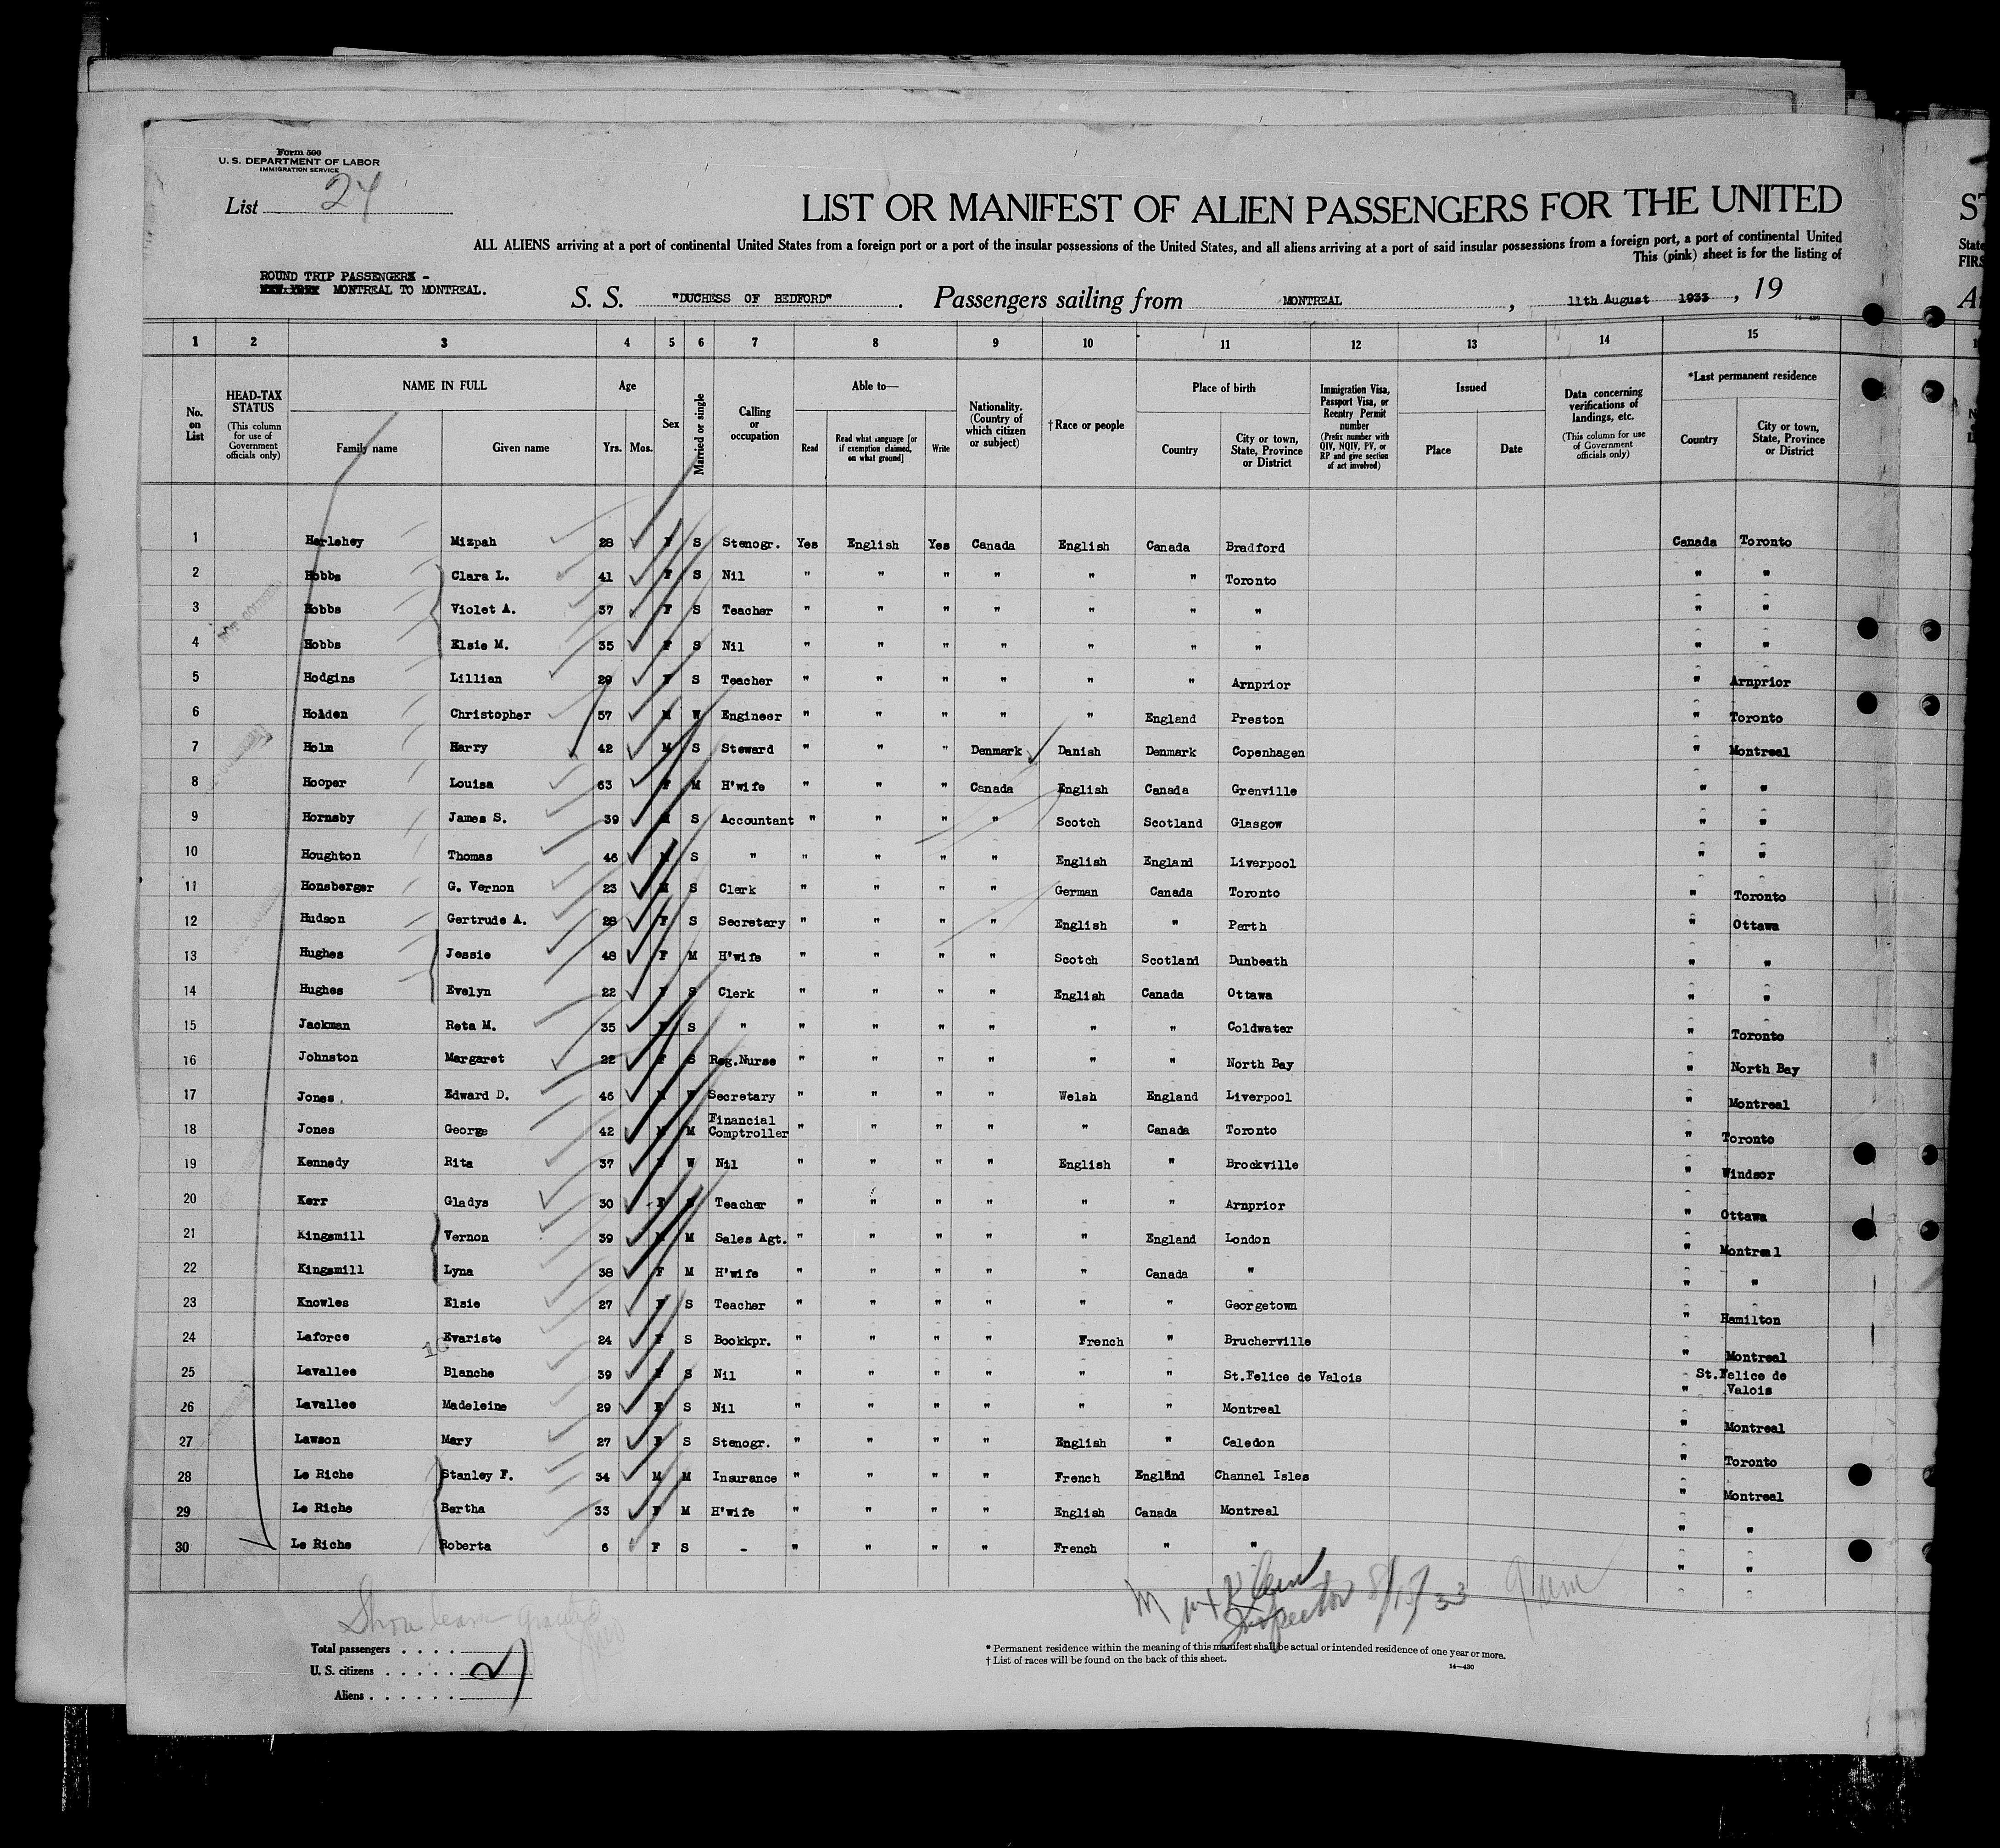 Form 500
U. S. DEPARTMENT OF LABOR
IMMIGRATION SERVICE
List 24
LIST OR MANIFEST OF ALIEN PASSENGERS FOR THE UNITED
ALL ALIENS arriving at a port of continental United States from a foreign port or a port of the insular possessions of the United States, and all aliens arriving at a port of said insular possessions from a foreign port, a port of continental United
This (pink) sheet is for the listing of
ROUND TRIP PASSENGERS -
MONTREAL TO MONTREAL.
S. S. "DUCHESS OF BEDFORD". Passengers sailing from MONTREAL, 11th August 1933, 19
1 2 3 4 5 6 7 8 9 10 11 12 13 14 15
No. on List
HEAD-TAX STATUS (This column for use of Government officials only)
NAME IN FULL Family name Given name
Age Yrs. Mos.
Sex
Married or single
Calling or occupation
Able to— Read Read what language [or if exemption claimed, on what ground] Write
Nationality. (Country of which citizen or subject)
†Race or people
Place of birth Country City or town, State, Province or District
Immigration Visa, Passport Visa, or Reentry Permit number (Prefix number with QIV, NQIV, PV, or RP and give section of act involved)
Issued Place Date
Data concerning verifications of landings, etc. (This column for use of Government officials only)
*Last permanent residence Country City or town, State, Province or District
1 Harlehey Mizpah 28 F S Stenogr. Yes English Yes Canada English Canada Bradford Canada Toronto
2 Hobbs Clara L. 41 F S Nil " " " " " " Toronto " "
3 Hobbs Violet A. 37 F S Teacher " " " " " " " " "
4 Hobbs Elsie M. 35 F S Nil " " " " " " " " "
5 Hodgins Lillian 29 F S Teacher " " " " " " Arnprior " Arnprior
6 Holden Christopher 57 M W Engineer " " " " " England Preston " Toronto
7 Holm Harry 42 M S Steward " " " Denmark Danish Denmark Copenhagen " Montreal
8 Hooper Louisa 63 F M H'wife " " " Canada English Canada Grenville " "
9 Hornsby James S. 39 M S Accountant " " " " Scotch Scotland Glasgow " "
10 Houghton Thomas 46 M S " " " " " English England Liverpool " "
11 Honsberger G. Vernon 23 M S Clerk " " " " German Canada Toronto " Toronto
12 Hudson Gertrude A. 28 F S Secretary " " " " English " Perth " Ottawa
13 Hughes Jessie 48 F M H'wife " " " " Scotch Scotland Dunbeath " "
14 Hughes Evelyn 22 F S Clerk " " " " English Canada Ottawa " "
15 Jackman Reta M. 35 F S " " " " " " " Coldwater " Toronto
16 Johnston Margaret 22 F S Reg.Nurse " " " " " " North Bay " North Bay
17 Jones Edward D. 46 M W Secretary " " " " Welsh England Liverpool " Montreal
18 Jones George 42 M M Financial Comptroller " " " " " Canada Toronto " Toronto
19 Kennedy Rita 37 F W Nil " " " " English " Brockville " Windsor
20 Kerr Gladys 30 F S Teacher " " " " " " Arnprior " Ottawa
21 Kingsmill Vernon 39 M M Sales Agt. " " " " " England London " Montreal
22 Kingsmill Lyna 38 F M H'wife " " " " " Canada " " "
23 Knowles Elsie 27 F S Teacher " " " " " " Georgetown " Hamilton
24 Laforce Evariste 24 F S Bookkpr. " " " " French " Brucherville " Montreal
25 Lavallee Blanche 39 F S Nil " " " " " " St.Felice de Valois " St.Felice de Valois
26 Lavallee Madeleine 29 F S Nil " " " " " " Montreal " Montreal
27 Lawson Mary 27 F S Stenogr. " " " " English " Caledon " Toronto
28 Le Riche Stanley F. 34 M M Insurance " " " " French England Channel Isles " Montreal
29 Le Riche Bertha 33 F M H'wife " " " " English Canada Montreal " "
30 Le Riche Roberta 6 F S - " " " " French " " " "
Inspector 8/15/33
Total passengers
U. S. citizens
Aliens
* Permanent residence within the meaning of this manifest shall be actual or intended residence of one year or more.
† List of races will be found on the back of this sheet.
14—430